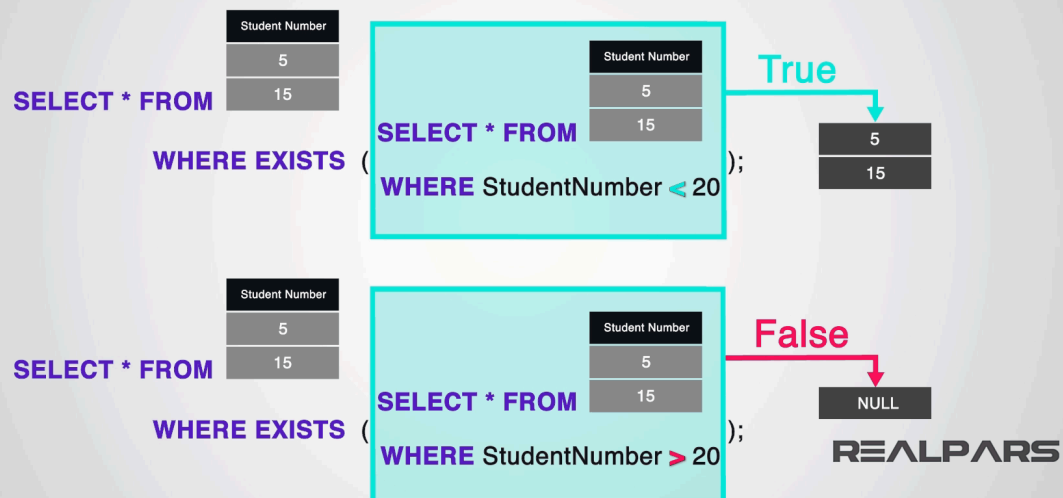 Student Number
5
15
SELECT * FROM
WHERE EXISTS (
Student Number
5
15
SELECT * FROM
WHERE StudentNumber < 20
);
True
5
15
Student Number
5
15
SELECT * FROM
WHERE EXISTS (
Student Number
5
15
SELECT * FROM
WHERE StudentNumber > 20
);
False
NULL
REALPARS